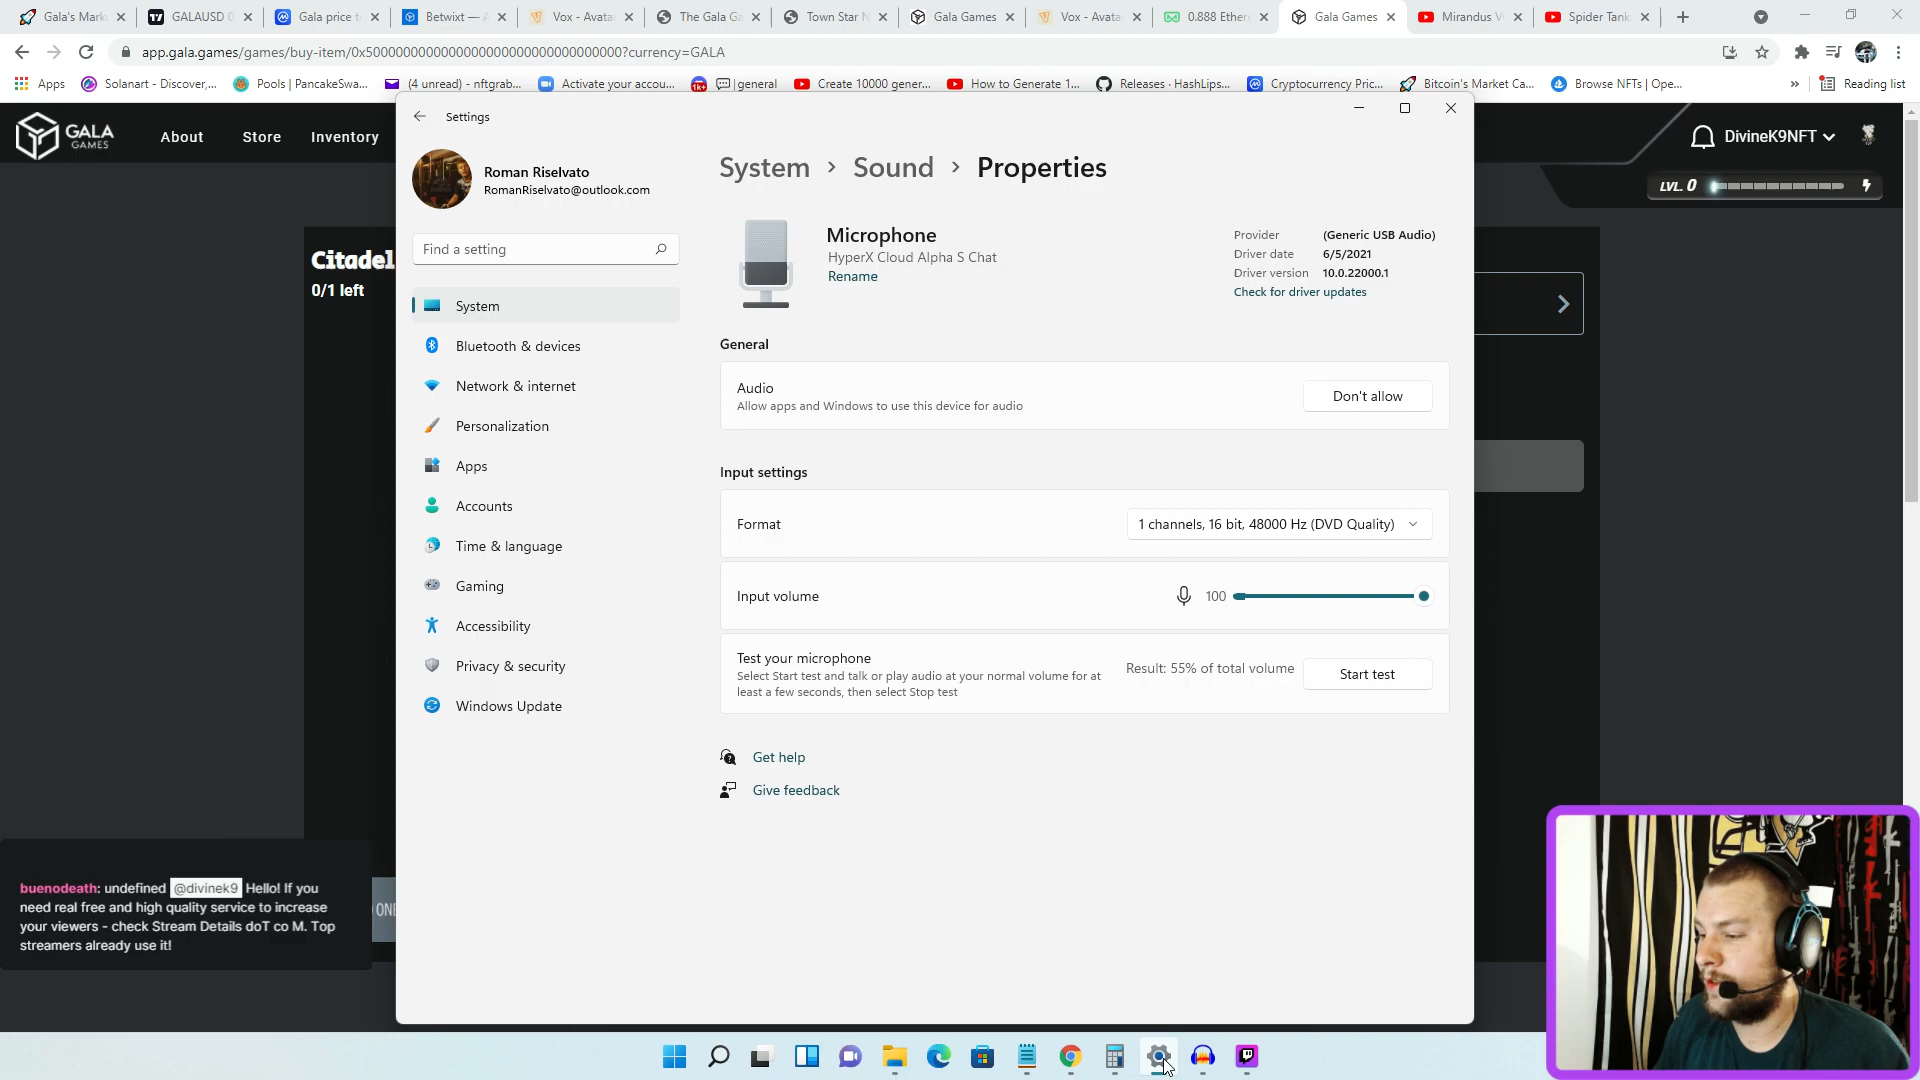 Gala's Mark
GALAUSD 0
Gala price t
Betwixt — A
Vox - Avata
The Gala Ga
Town Star N
Gala Games
Vox - Avata
0.888 Ether
Gala Games
Mirandus V
Spider Tank
app.gala.games/games/buy-item/0x50000000000000000000000000000000?currency=GALA
Apps
Solanart - Discover,...
Pools | PancakeSwa...
(4 unread) - nftgrab...
Activate your accou...
1k+
|general
Create 10000 gener...
How to Generate 1...
Releases · HashLips...
Cryptocurrency Pric...
Bitcoin's Market Ca...
Browse NFTs | Ope...
»
Reading list
GALA
GAMES
About
Store
Inventory
DivineK9NFT
LVL. 0
Citadel
0/1 left
Settings
Roman Riselvato
RomanRiselvato@outlook.com
Find a setting
System
Bluetooth & devices
Network & internet
Personalization
Apps
Accounts
Time & language
Gaming
Accessibility
Privacy & security
Windows Update
System > Sound > Properties
Microphone
HyperX Cloud Alpha S Chat
Rename
Provider (Generic USB Audio)
Driver date 6/5/2021
Driver version 10.0.22000.1
Check for driver updates
General
Audio
Allow apps and Windows to use this device for audio
Don't allow
Input settings
Format
1 channels, 16 bit, 48000 Hz (DVD Quality)
Input volume
100
Test your microphone
Select Start test and talk or play audio at your normal volume for at
least a few seconds, then select Stop test
Result: 55% of total volume
Start test
Get help
Give feedback
buenodeath: undefined @divinek9 Hello! If you
need real free and high quality service to increase
your viewers - check Stream Details doT co M. Top
streamers already use it!
ONE